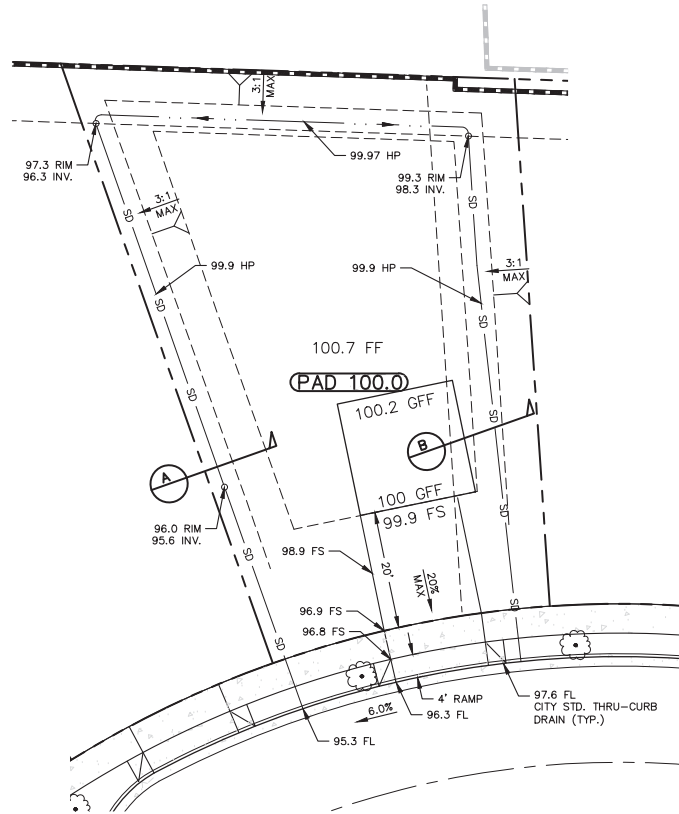 3:1
MAX
99.97 HP
97.3 RIM
96.3 INV.
99.3 RIM
98.3 INV.
SD
3:1
MAX
SD
99.9 HP
99.9 HP
3:1
MAX
SD
SD
100.7 FF
PAD 100.0
SD
100.2 GFF
SD
B
A
100 GFF
99.9 FS
SD
96.0 RIM
95.6 INV.
98.9 FS
20'
20%
MAX
SD
96.9 FS
96.8 FS
SD
4' RAMP
97.6 FL
CITY STD. THRU-CURB
DRAIN (TYP.)
6.0%
96.3 FL
95.3 FL